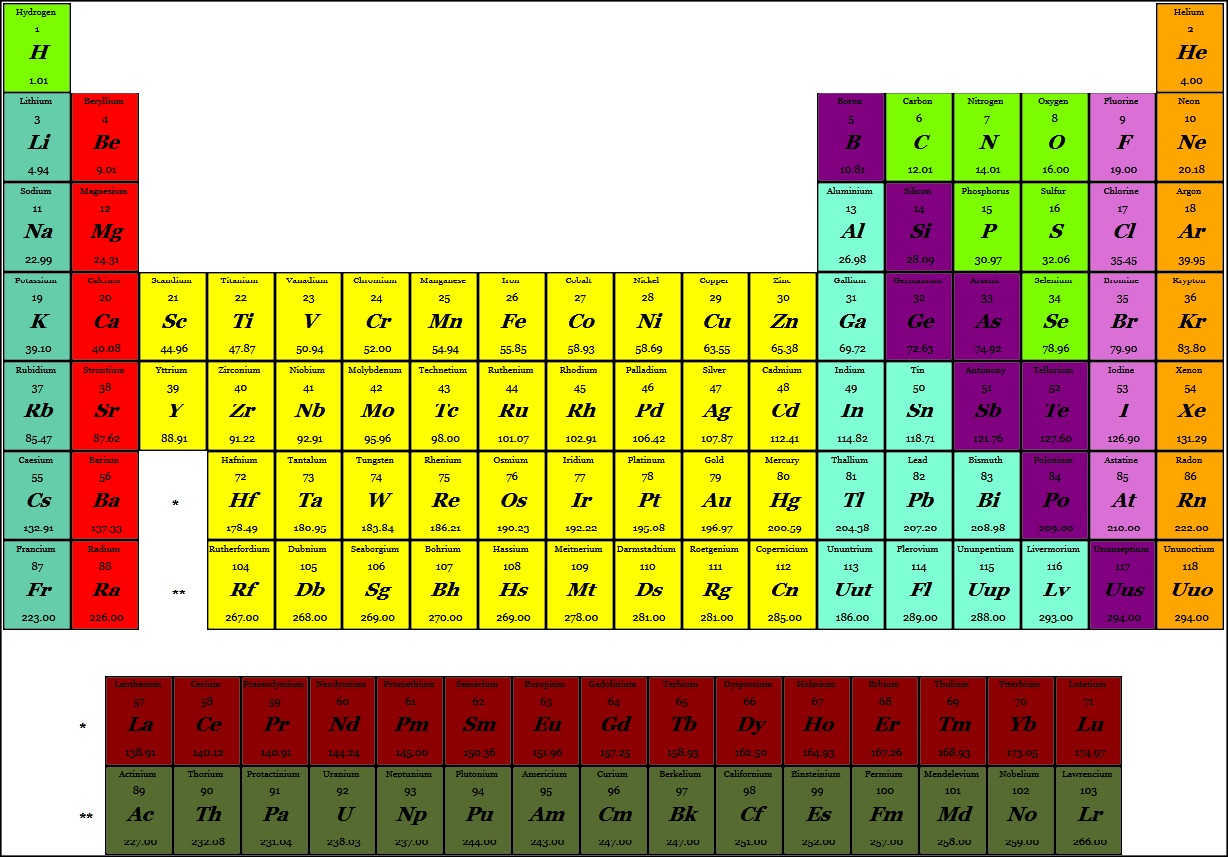 Hydrogen Helium
1 2
H He
1.01 4.00
Lithium Beryllium Boron Carbon Nitrogen Oxygen Fluorine Neon
3 4 5 6 7 8 9 10
Li Be B C N O F Ne
4.94 9.01 10.81 12.01 14.01 16.00 19.00 20.18
Sodium Magnesium Aluminium Silicon Phosphorus Sulfur Chlorine Argon
11 12 13 14 15 16 17 18
Na Mg Al Si P S Cl Ar
22.99 24.31 26.98 28.09 30.97 32.06 35.45 39.95
Potassium Calcium Scandium Titanium Vanadium Chromium Manganese Iron Cobalt Nickel Copper Zinc Gallium Germanium Arsenic Selenium Bromine Krypton
19 20 21 22 23 24 25 26 27 28 29 30 31 32 33 34 35 36
K Ca Sc Ti V Cr Mn Fe Co Ni Cu Zn Ga Ge As Se Br Kr
39.10 40.08 44.96 47.87 50.94 52.00 54.94 55.85 58.93 58.69 63.55 65.38 69.72 72.63 74.92 78.96 79.90 83.80
Rubidium Strontium Yttrium Zirconium Niobium Molybdenum Technetium Ruthenium Rhodium Palladium Silver Cadmium Indium Tin Antimony Tellurium Iodine Xenon
37 38 39 40 41 42 43 44 45 46 47 48 49 50 51 52 53 54
Rb Sr Y Zr Nb Mo Tc Ru Rh Pd Ag Cd In Sn Sb Te I Xe
85.47 87.62 88.91 91.22 92.91 95.96 98.00 101.07 102.91 106.42 107.87 112.41 114.82 118.71 121.76 127.60 126.90 131.29
Caesium Barium Hafnium Tantalum Tungsten Rhenium Osmium Iridium Platinum Gold Mercury Thallium Lead Bismuth Polonium Astatine Radon
55 56 72 73 74 75 76 77 78 79 80 81 82 83 84 85 86
Cs Ba * Hf Ta W Re Os Ir Pt Au Hg Tl Pb Bi Po At Rn
132.91 137.33 178.49 180.95 183.84 186.21 190.23 192.22 195.08 196.97 200.59 204.38 207.20 208.98 209.00 210.00 222.00
Francium Radium Rutherfordium Dubnium Seaborgium Bohrium Hassium Meitnerium Darmstadtium Roetgenium Copernicium Ununtrium Flerovium Ununpentium Livermorium Ununseptium Ununoctium
87 88 104 105 106 107 108 109 110 111 112 113 114 115 116 117 118
Fr Ra ** Rf Db Sg Bh Hs Mt Ds Rg Cn Uut Fl Uup Lv Uus Uuo
223.00 226.00 267.00 268.00 269.00 270.00 269.00 278.00 281.00 281.00 285.00 186.00 289.00 288.00 293.00 294.00 294.00
Lanthanum Cerium Praseodymium Neodymium Promethium Samarium Europium Gadolinium Terbium Dysprosium Holmium Erbium Thulium Ytterbium Lutetium
57 58 59 60 61 62 63 64 65 66 67 68 69 70 71
* La Ce Pr Nd Pm Sm Eu Gd Tb Dy Ho Er Tm Yb Lu
138.91 140.12 140.91 144.24 145.00 150.36 151.96 157.25 158.93 162.50 164.93 167.26 168.93 173.05 174.97
Actinium Thorium Protactinium Uranium Neptunium Plutonium Americium Curium Berkelium Californium Einsteinium Fermium Mendelevium Nobelium Lawrencium
89 90 91 92 93 94 95 96 97 98 99 100 101 102 103
** Ac Th Pa U Np Pu Am Cm Bk Cf Es Fm Md No Lr
227.00 232.08 231.04 238.03 237.00 244.00 243.00 247.00 247.00 251.00 252.00 257.00 258.00 259.00 266.00